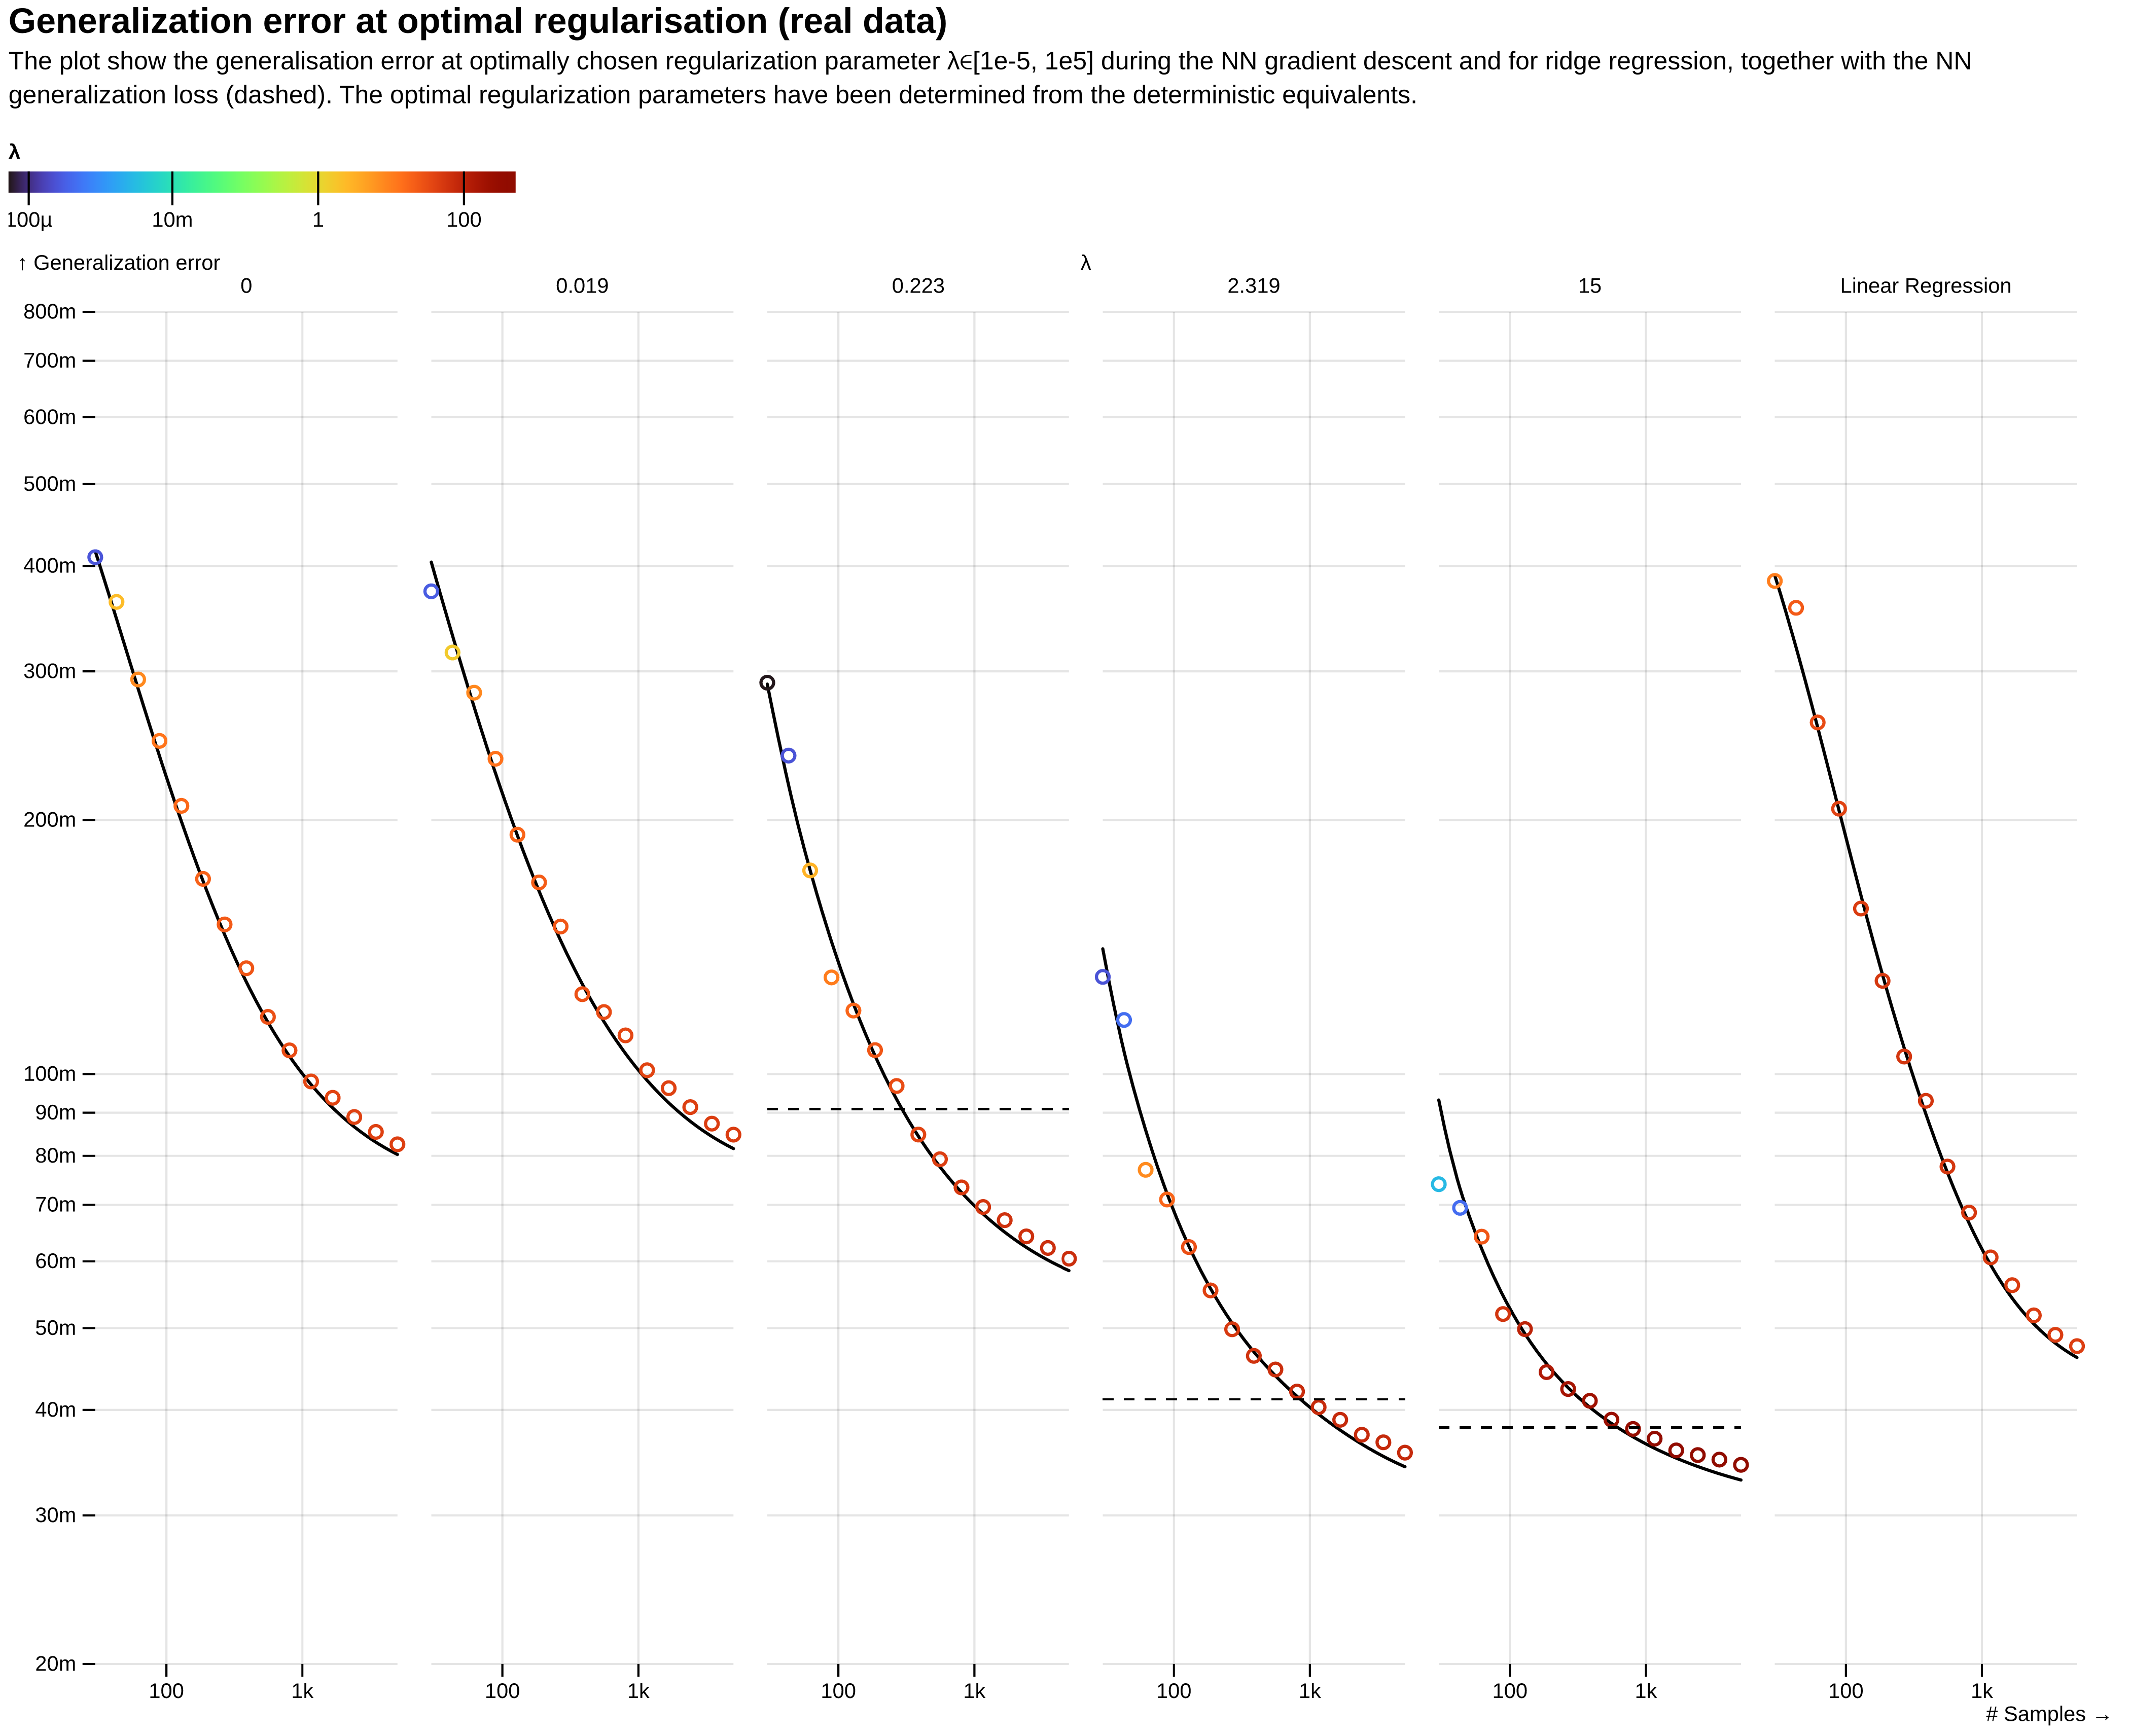 Generalization error at optimal regularisation (real data)
The plot show the generalisation error at optimally chosen regularization parameter λ∈[1e-5, 1e5] during the NN gradient descent and for ridge regression, together with the NN
generalization loss (dashed). The optimal regularization parameters have been determined from the deterministic equivalents.
λ
100µ 10m 1 100
↑ Generalization error λ
0 0.019 0.223 2.319 15 Linear Regression
800m
700m
600m
500m
400m
300m
200m
100m
90m
80m
70m
60m
50m
40m
30m
20m
100 1k 100 1k 100 1k 100 1k 100 1k 100 1k
# Samples →